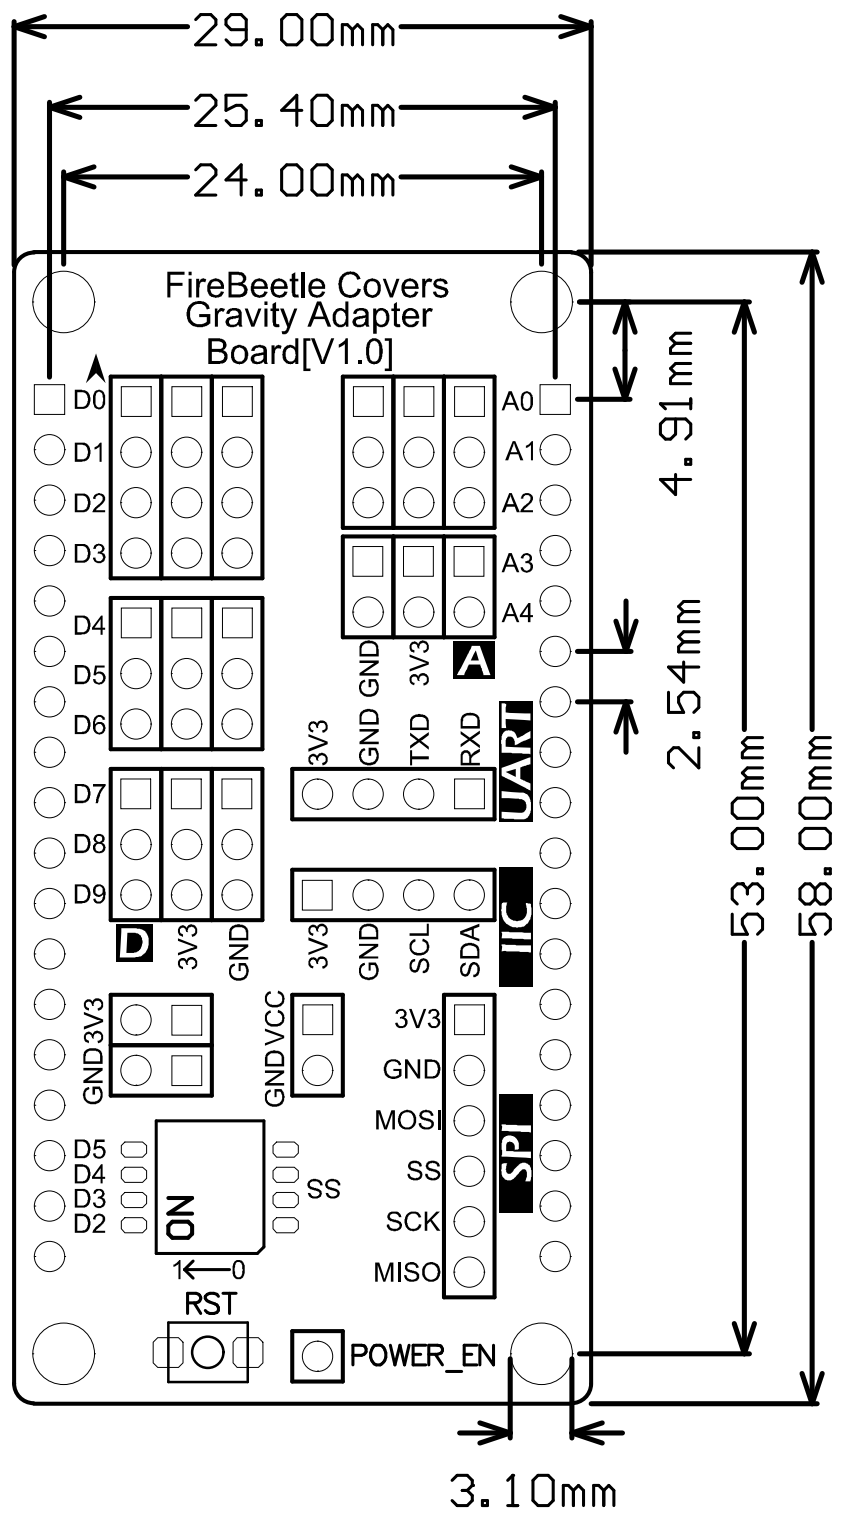 29.00mm
25.40mm
24.00mm
FireBeetle Covers
Gravity Adapter
Board[V1.0]
D0
A0
D1
A1
D2
A2
D3
A3
A4
4.91mm
D4
D5
D6
GND
3V3
A
2.54mm
3V3
GND
TXD
RXD
UART
D7
D8
D9
53.00mm
58.00mm
D
3V3
GND
3V3
GND
SCL
SDA
IIC
3V3
GND
VCC
GND
3V3
GND
MOSI
SS
SCK
MISO
SPI
D5
D4
D3
D2
ON
SS
1
0
RST
POWER_EN
3.10mm